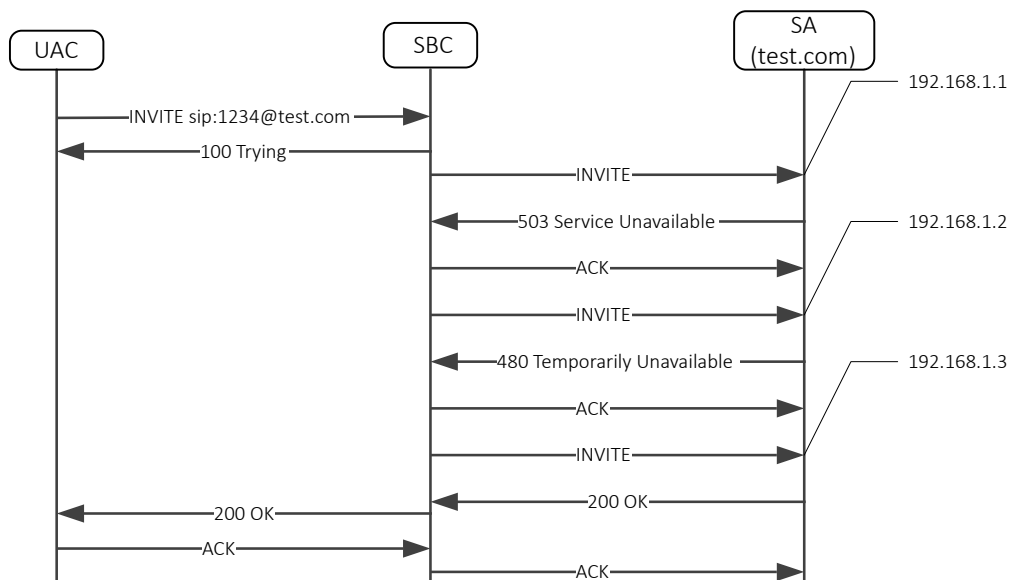 UAC
SBC
SA
(test.com)
192.168.1.1
INVITE sip:1234@test.com
100 Trying
INVITE
503 Service Unavailable
192.168.1.2
ACK
INVITE
480 Temporarily Unavailable
192.168.1.3
ACK
INVITE
200 OK
200 OK
ACK
ACK